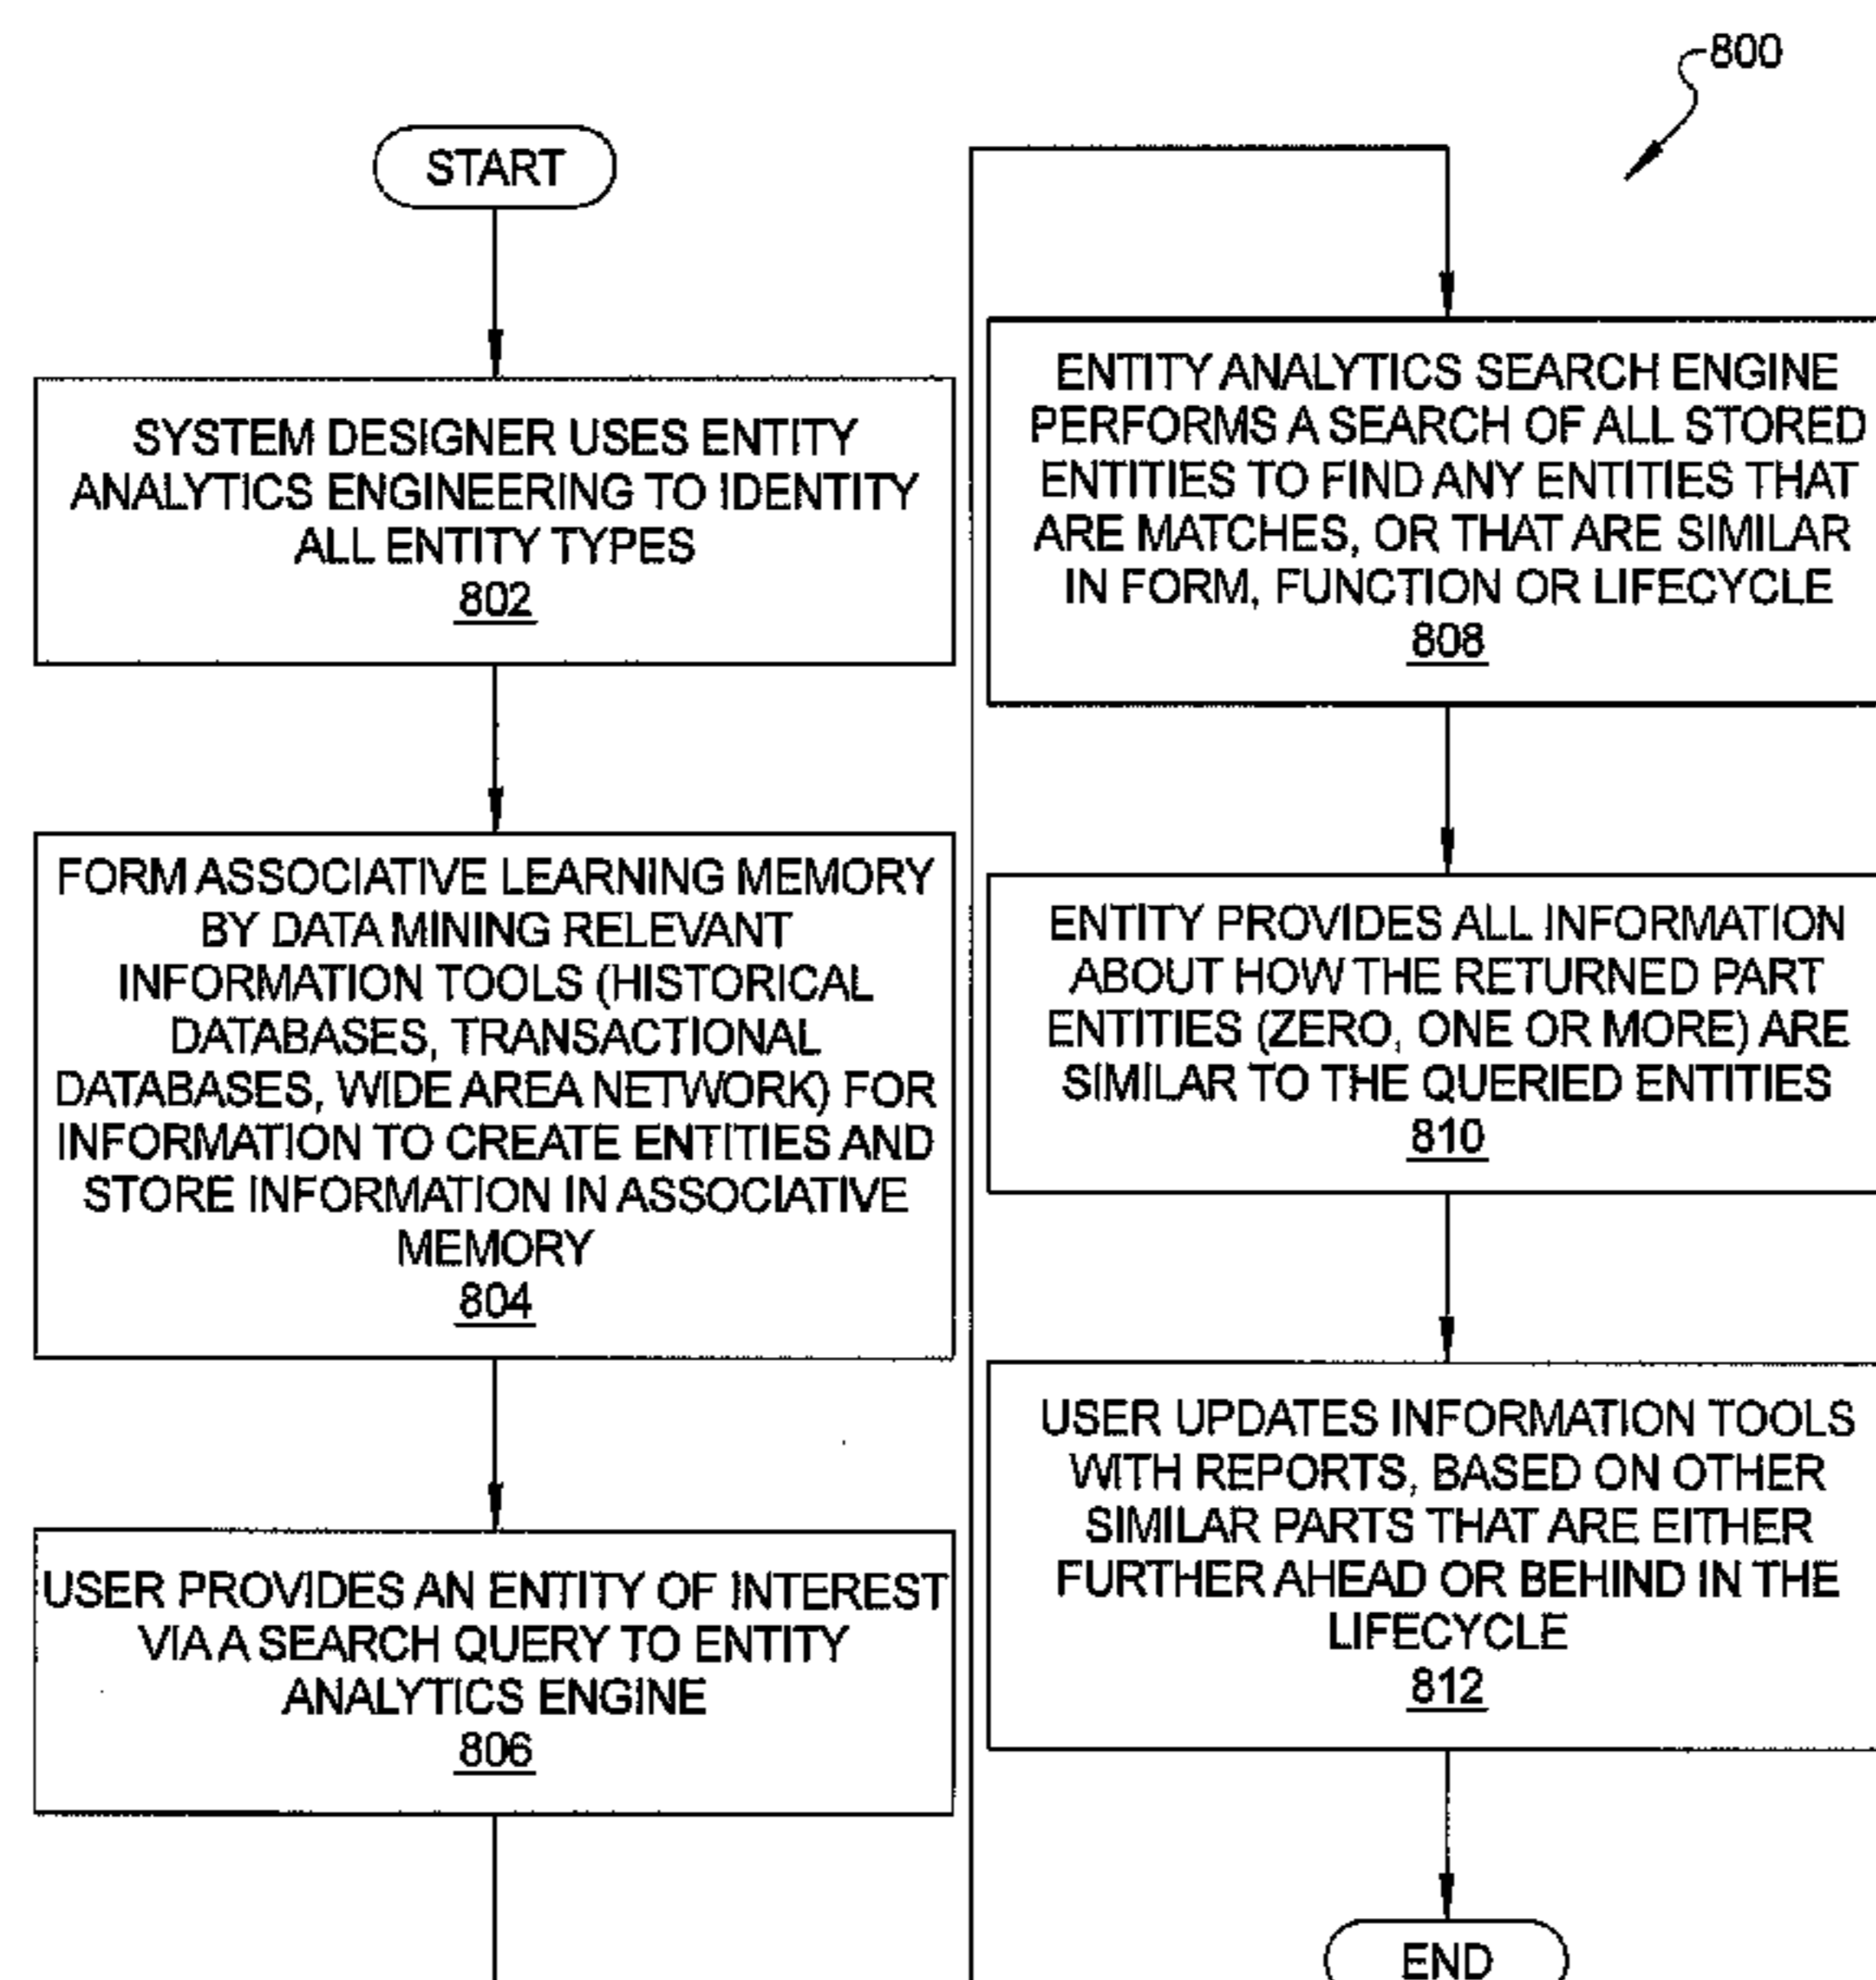 800
START
SYSTEM DESIGNER USES ENTITY
ANALYTICS ENGINEERING TO IDENTITY
ALL ENTITY TYPES
802
FORM ASSOCIATIVE LEARNING MEMORY
BY DATA MINING RELEVANT
INFORMATION TOOLS (HISTORICAL
DATABASES, TRANSACTIONAL
DATABASES, WIDE AREA NETWORK) FOR
INFORMATION TO CREATE ENTITIES AND
STORE INFORMATION IN ASSOCIATIVE
MEMORY
804
USER PROVIDES AN ENTITY OF INTEREST
VIA A SEARCH QUERY TO ENTITY
ANALYTICS ENGINE
806
ENTITY ANALYTICS SEARCH ENGINE
PERFORMS A SEARCH OF ALL STORED
ENTITIES TO FIND ANY ENTITIES THAT
ARE MATCHES, OR THAT ARE SIMILAR
IN FORM, FUNCTION OR LIFECYCLE
808
ENTITY PROVIDES ALL INFORMATION
ABOUT HOW THE RETURNED PART
ENTITIES (ZERO, ONE OR MORE) ARE
SIMILAR TO THE QUERIED ENTITIES
810
USER UPDATES INFORMATION TOOLS
WITH REPORTS, BASED ON OTHER
SIMILAR PARTS THAT ARE EITHER
FURTHER AHEAD OR BEHIND IN THE
LIFECYCLE
812
END